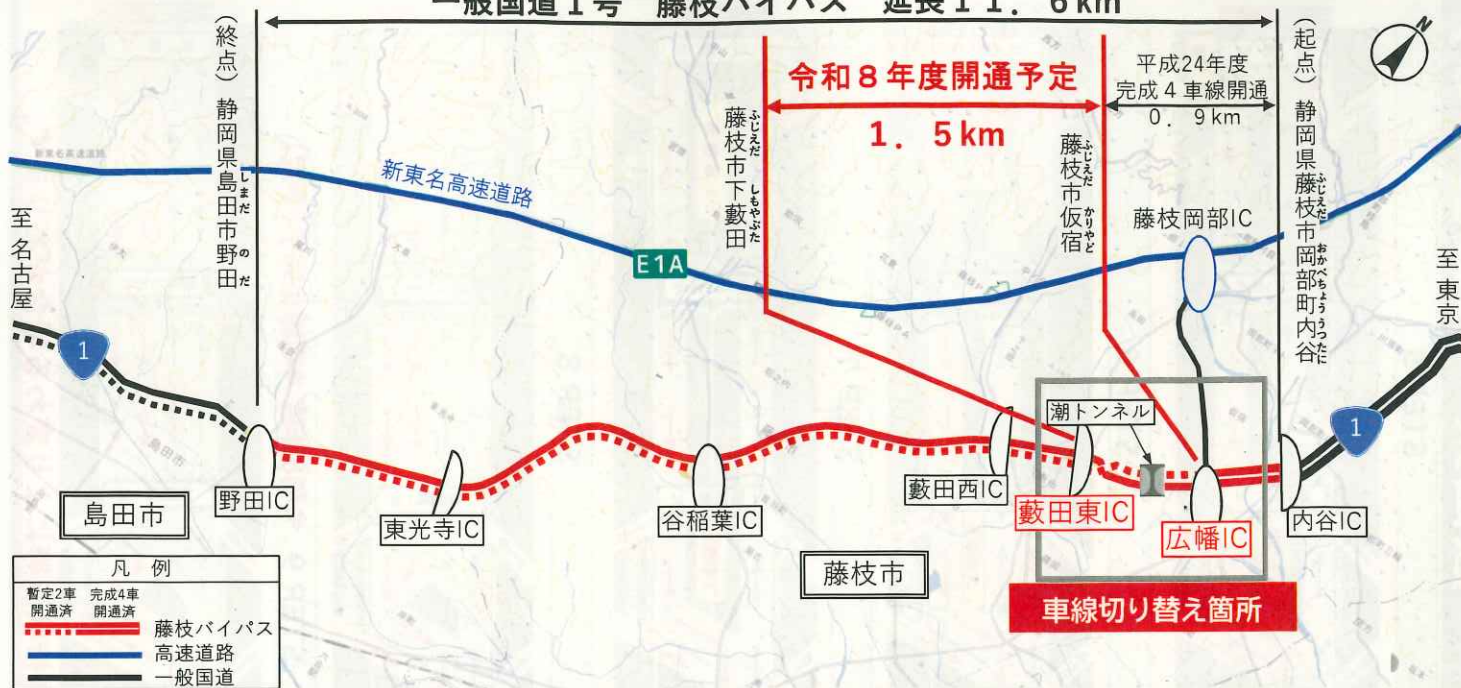 一般国道1号 藤枝バイパス 延長11.6km
(終点)静岡県島田市野田
しまだ のだ
令和8年度開通予定
1.5km
平成24年度
完成4車線開通
0.9km
(起点)静岡県藤枝市岡部町内谷
ふじえだ おかべちょう うつたに
N
藤枝市下藪田
ふじえだ しもやぶた
藤枝市仮宿
ふじえだ かりやど
新東名高速道路
新東名高速道路
E1A
藤枝岡部IC
至 名古屋
至 東京
1
1
潮トンネル
野田IC
東光寺IC
谷稲葉IC
藪田西IC
藪田東IC
広幡IC
内谷IC
島田市
島田市
藤枝市
車線切り替え箇所
凡 例
暫定2車 完成4車
開通済 開通済
藤枝バイパス
高速道路
一般国道